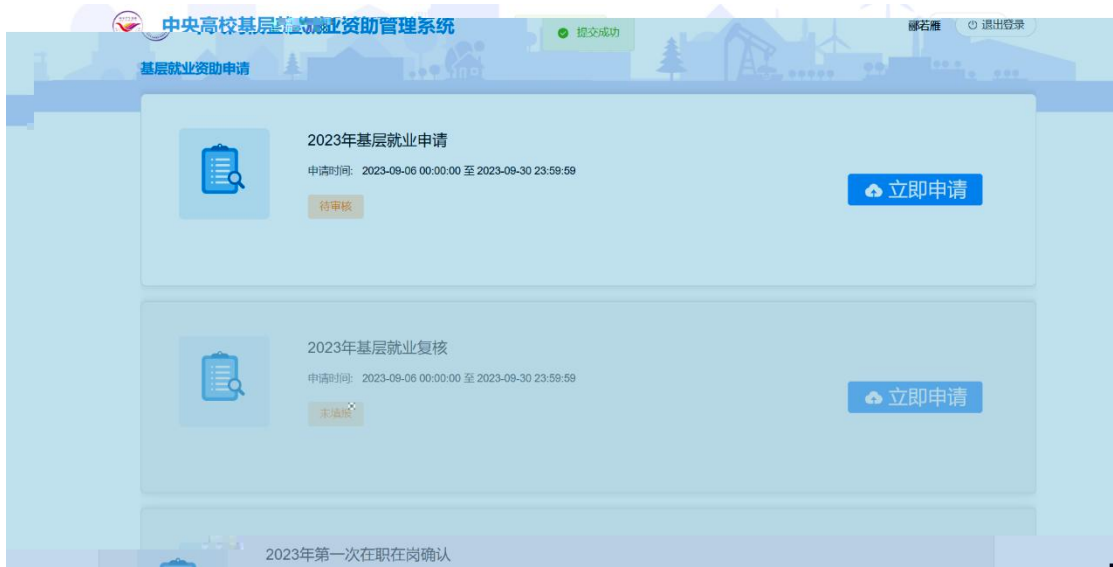 中央高校基层就业资助管理系统
提交成功
郦若雁
退出登录
基层就业资助申请
2023年基层就业申请
申请时间: 2023-09-06 00:00:00 至 2023-09-30 23:59:59
待审核
立即申请
2023年基层就业复核
申请时间: 2023-09-06 00:00:00 至 2023-09-30 23:59:59
未填报
立即申请
2023年第一次在职在岗确认